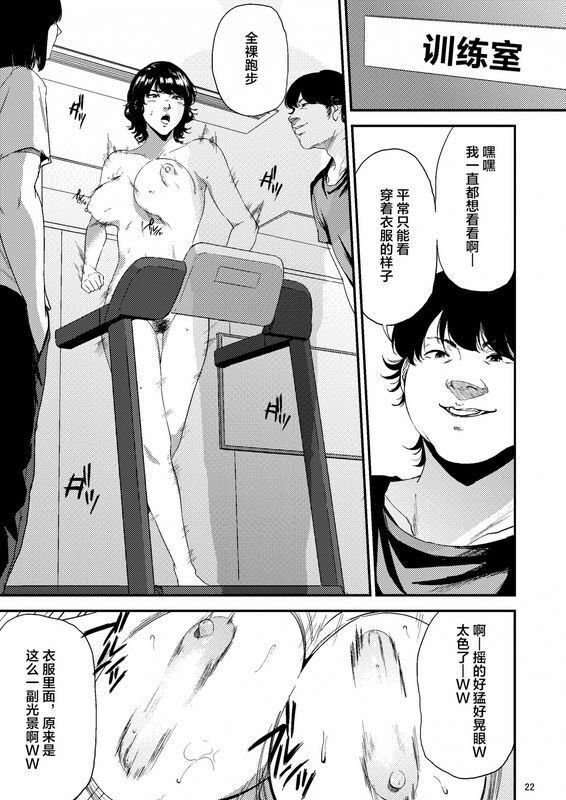 训练室
嘿嘿
我一直都想看看啊—
平常只能看
穿着衣服的样子
全裸跑步
啊—摇的好猛好晃眼W
太色了—WW
衣服里面，原来是
这么一副光景啊WW
22